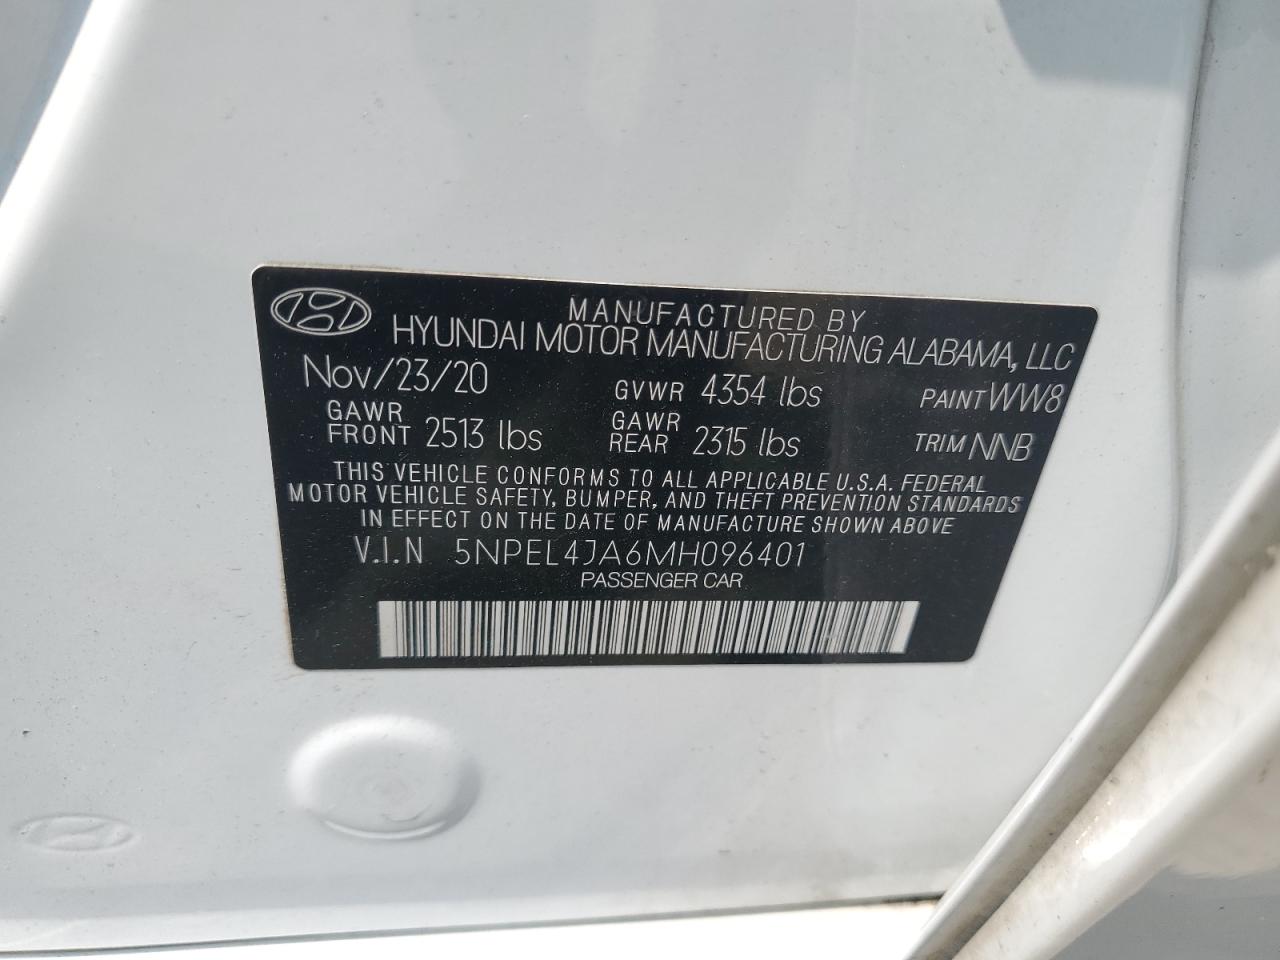 MANUFACTURED BY
HYUNDAI MOTOR MANUFACTURING ALABAMA, LLC
Nov/23/20 GVWR 4354 lbs PAINT WW8
GAWR FRONT 2513 lbs GAWR REAR 2315 lbs TRIM NNB
THIS VEHICLE CONFORMS TO ALL APPLICABLE U.S.A. FEDERAL
MOTOR VEHICLE SAFETY, BUMPER, AND THEFT PREVENTION STANDARDS
IN EFFECT ON THE DATE OF MANUFACTURE SHOWN ABOVE
V.I.N 5NPEL4JA6MH096401
PASSENGER CAR